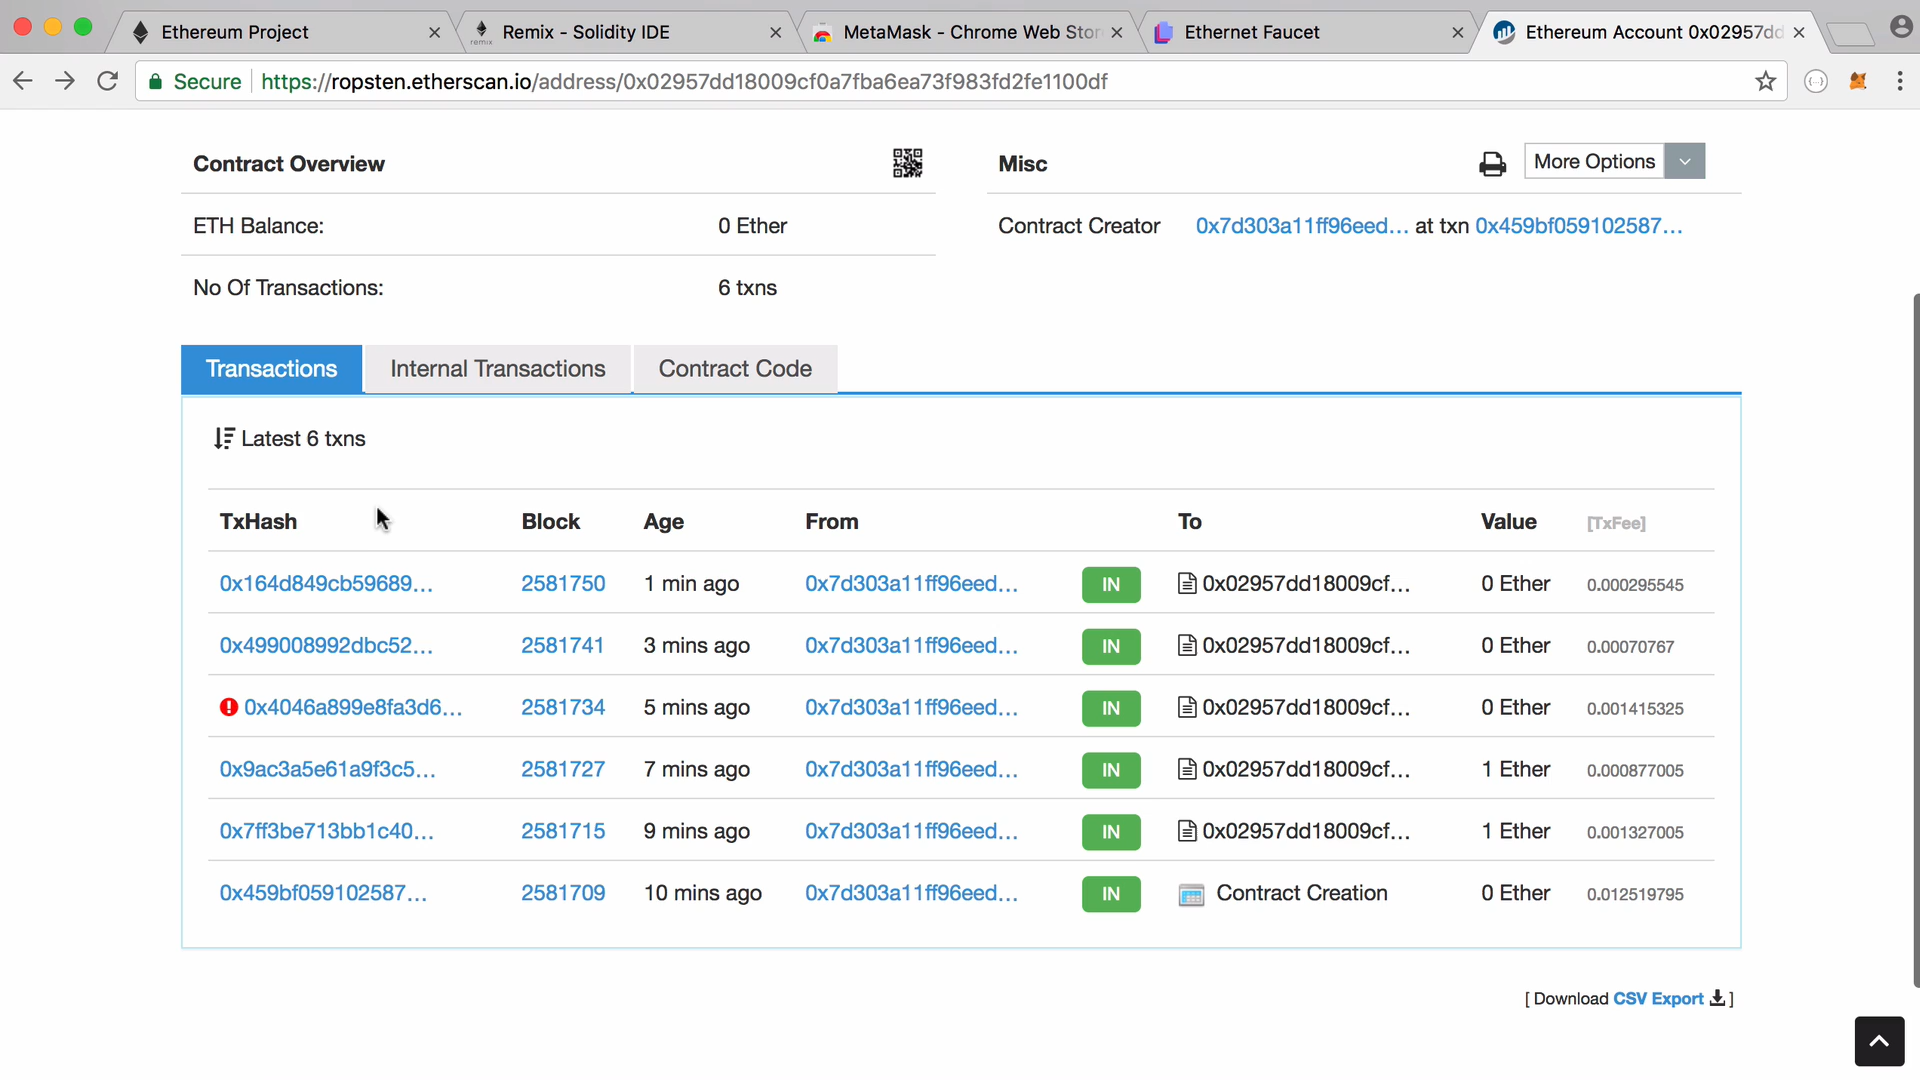 Ethereum Project
Remix - Solidity IDE
MetaMask - Chrome Web Stor
Ethernet Faucet
Ethereum Account 0x02957dd
Secure
https://ropsten.etherscan.io/address/0x02957dd18009cf0a7fba6ea73f983fd2fe1100df
Contract Overview
Misc
More Options
ETH Balance:
0 Ether
Contract Creator
0x7d303a11ff96eed... at txn 0x459bf059102587...
No Of Transactions:
6 txns
Transactions
Internal Transactions
Contract Code
Latest 6 txns
TxHash Block Age From To Value [TxFee]
0x164d849cb59689... 2581750 1 min ago 0x7d303a11ff96eed... IN 0x02957dd18009cf... 0 Ether 0.000295545
0x499008992dbc52... 2581741 3 mins ago 0x7d303a11ff96eed... IN 0x02957dd18009cf... 0 Ether 0.00070767
0x4046a899e8fa3d6... 2581734 5 mins ago 0x7d303a11ff96eed... IN 0x02957dd18009cf... 0 Ether 0.001415325
0x9ac3a5e61a9f3c5... 2581727 7 mins ago 0x7d303a11ff96eed... IN 0x02957dd18009cf... 1 Ether 0.000877005
0x7ff3be713bb1c40... 2581715 9 mins ago 0x7d303a11ff96eed... IN 0x02957dd18009cf... 1 Ether 0.001327005
0x459bf059102587... 2581709 10 mins ago 0x7d303a11ff96eed... IN Contract Creation 0 Ether 0.012519795
[ Download CSV Export ]